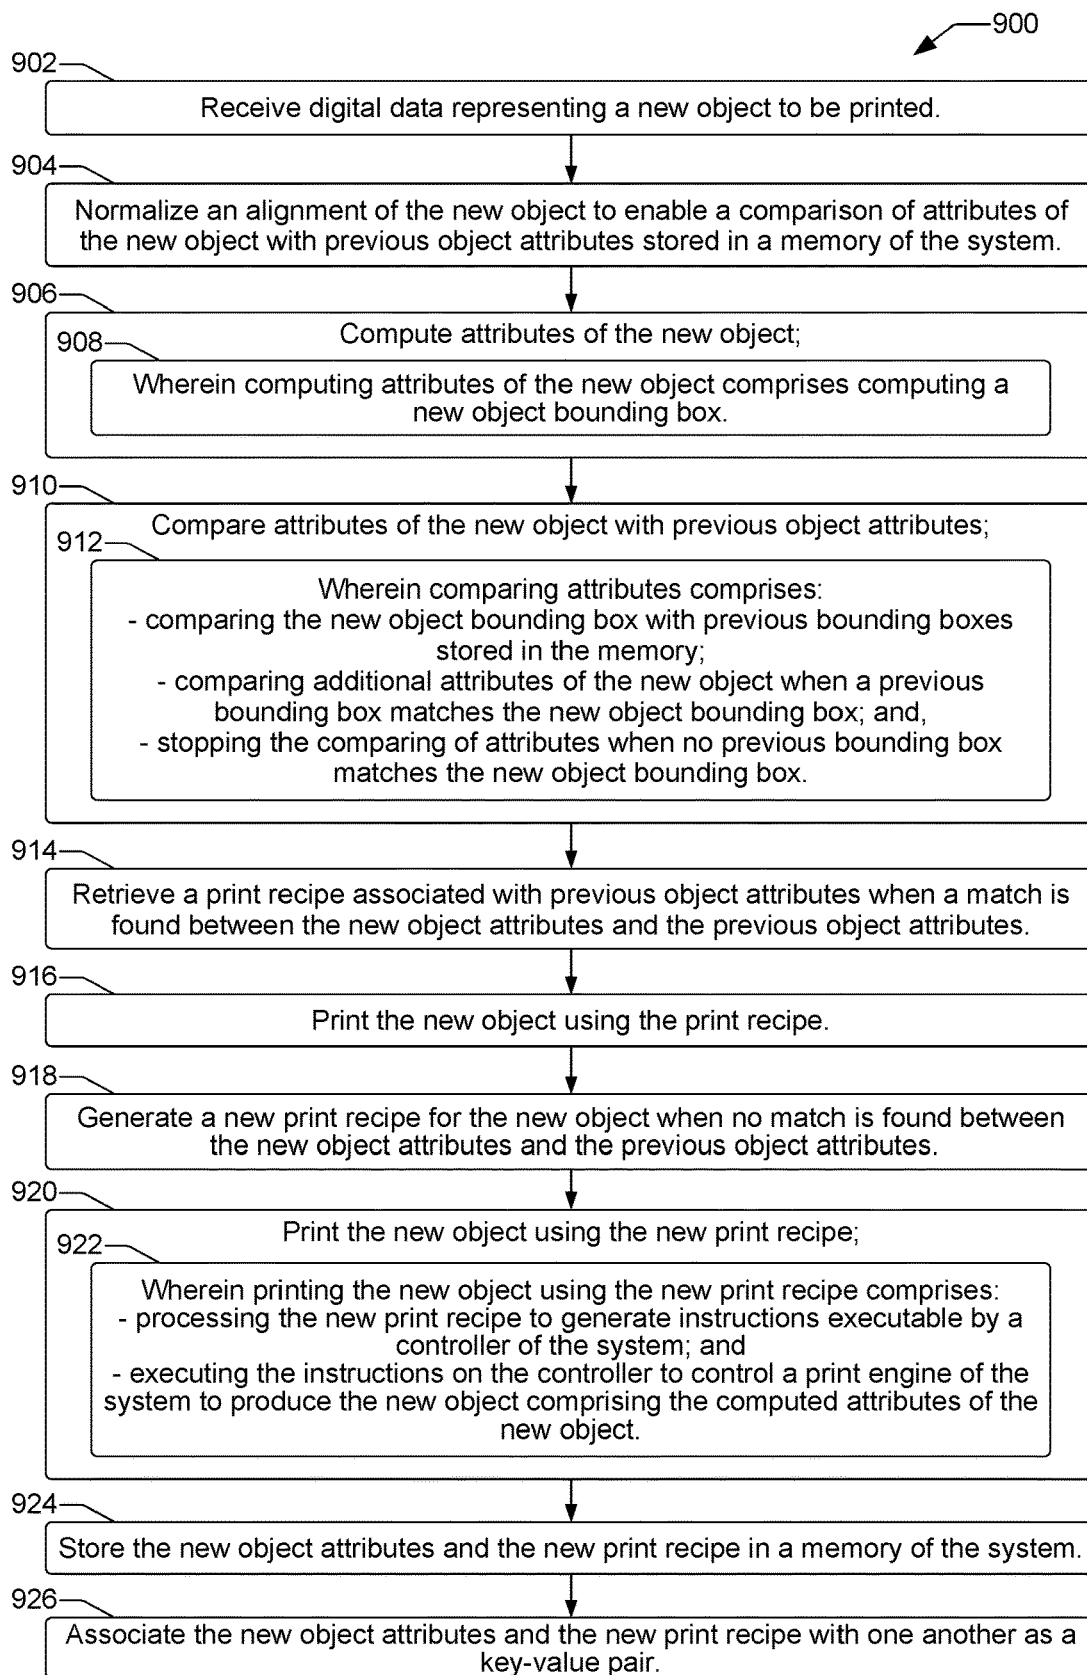 900
902
Receive digital data representing a new object to be printed.
904
Normalize an alignment of the new object to enable a comparison of attributes of
the new object with previous object attributes stored in a memory of the system.
906
Compute attributes of the new object;
908
Wherein computing attributes of the new object comprises computing a
new object bounding box.
910
Compare attributes of the new object with previous object attributes;
912
Wherein comparing attributes comprises:
- comparing the new object bounding box with previous bounding boxes
stored in the memory;
- comparing additional attributes of the new object when a previous
bounding box matches the new object bounding box; and,
- stopping the comparing of attributes when no previous bounding box
matches the new object bounding box.
914
Retrieve a print recipe associated with previous object attributes when a match is
found between the new object attributes and the previous object attributes.
916
Print the new object using the print recipe.
918
Generate a new print recipe for the new object when no match is found between
the new object attributes and the previous object attributes.
920
Print the new object using the new print recipe;
922
Wherein printing the new object using the new print recipe comprises:
- processing the new print recipe to generate instructions executable by a
controller of the system; and
- executing the instructions on the controller to control a print engine of the
system to produce the new object comprising the computed attributes of the
new object.
924
Store the new object attributes and the new print recipe in a memory of the system.
926
Associate the new object attributes and the new print recipe with one another as a
key-value pair.